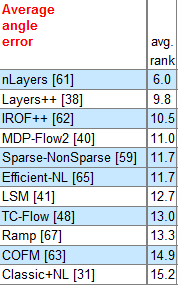 Average
angle
error
avg.
rank
nLayers [61] 6.0
Layers++ [38] 9.8
IROF++ [62] 10.5
MDP-Flow2 [40] 11.0
Sparse-NonSparse [59] 11.7
Efficient-NL [65] 11.7
LSM [41] 12.7
TC-Flow [48] 13.0
Ramp [67] 13.3
COFM [63] 14.9
Classic+NL [31] 15.2